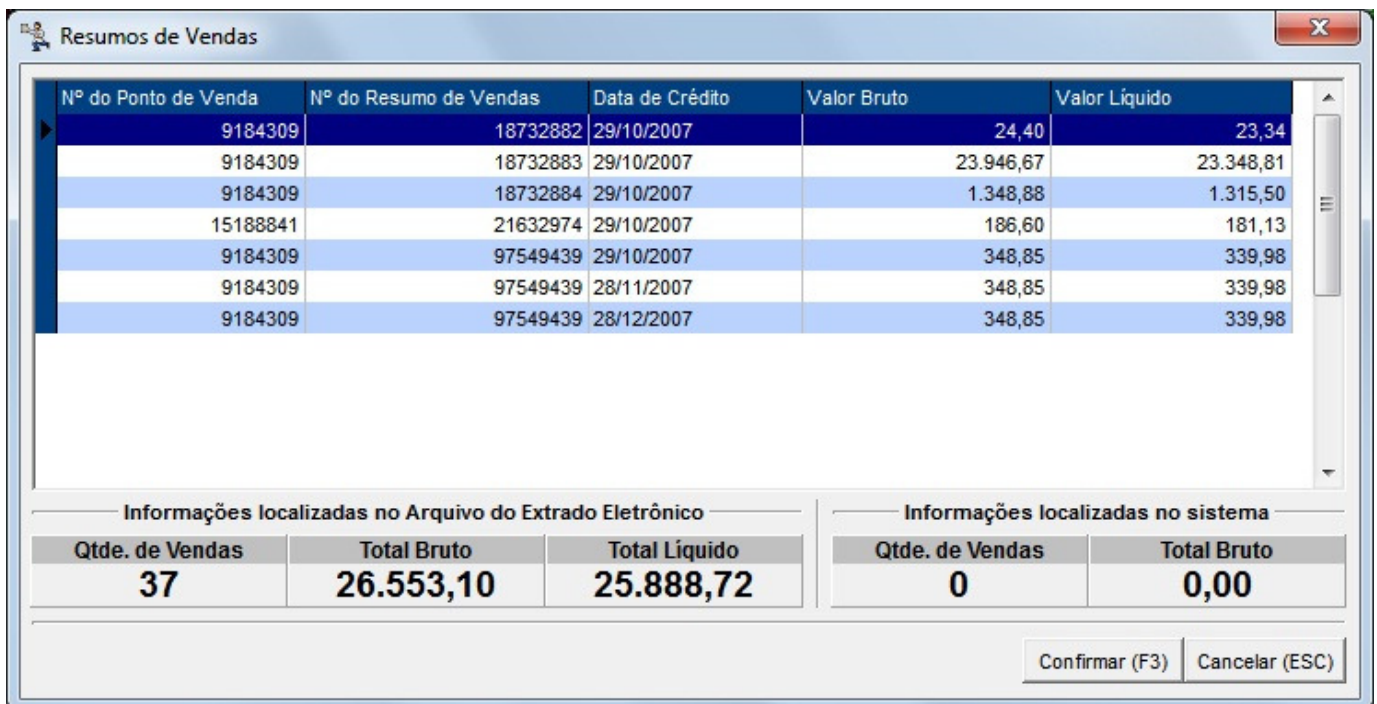 Resumos de Vendas
Nº do Ponto de Venda Nº do Resumo de Vendas Data de Crédito Valor Bruto Valor Líquido
9184309 18732882 29/10/2007 24,40 23,34
9184309 18732883 29/10/2007 23.946,67 23.348,81
9184309 18732884 29/10/2007 1.348,88 1.315,50
15188841 21632974 29/10/2007 186,60 181,13
9184309 97549439 29/10/2007 348,85 339,98
9184309 97549439 28/11/2007 348,85 339,98
9184309 97549439 28/12/2007 348,85 339,98
Informações localizadas no Arquivo do Extrado Eletrônico Informações localizadas no sistema
Qtde. de Vendas Total Bruto Total Líquido Qtde. de Vendas Total Bruto
37 26.553,10 25.888,72 0 0,00
Confirmar (F3) Cancelar (ESC)